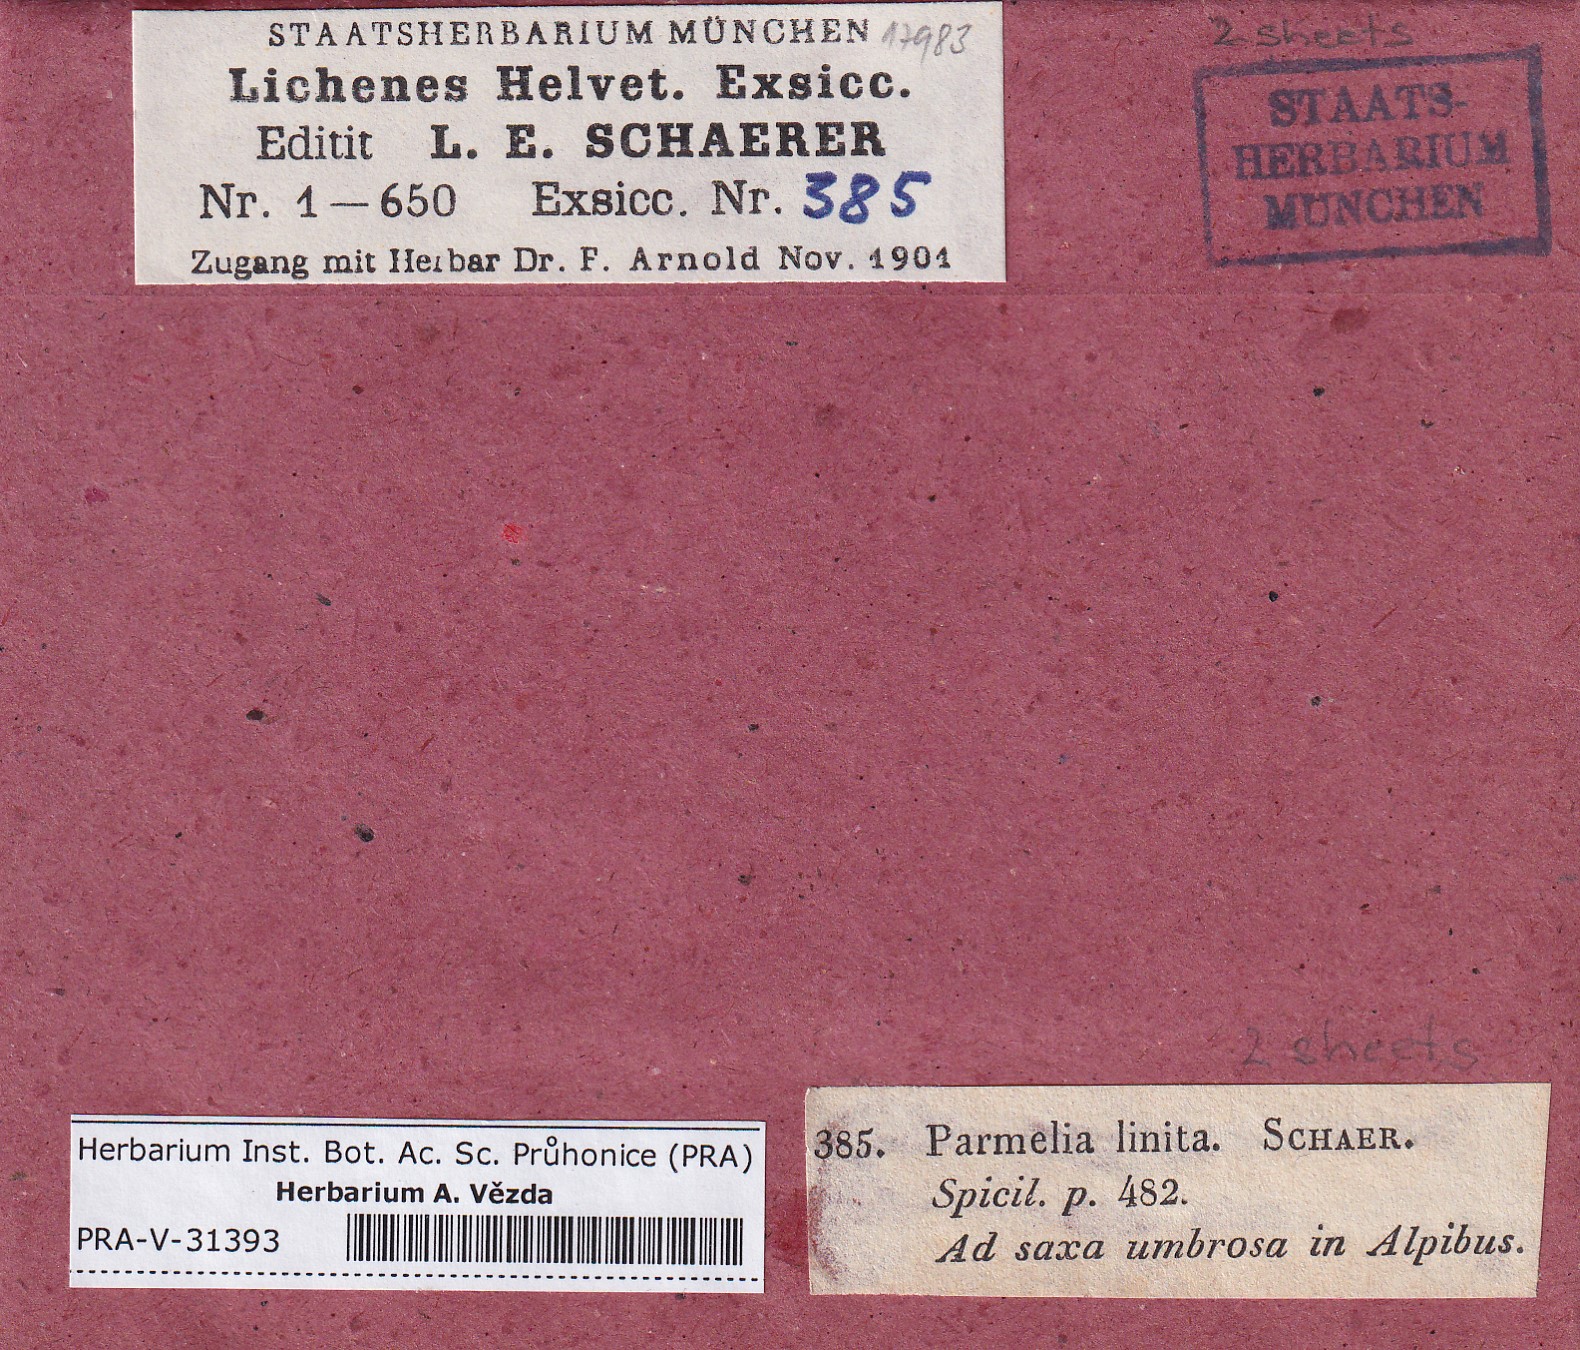 STAATSHERBARIUM MÜNCHEN 17983
Lichenes Helvet. Exsicc.
Editit L. E. SCHAERER
Nr. 1—650 Exsicc. Nr. 385
Zugang mit Herbar Dr. F. Arnold Nov. 1901
2 sheets
STAATS-
HERBARIUM
MÜNCHEN
2 sheets
Herbarium Inst. Bot. Ac. Sc. Průhonice (PRA)
Herbarium A. Vězda
PRA-V-31393
385. Parmelia linita. SCHAER.
Spicil. p. 482.
Ad saxa umbrosa in Alpibus.